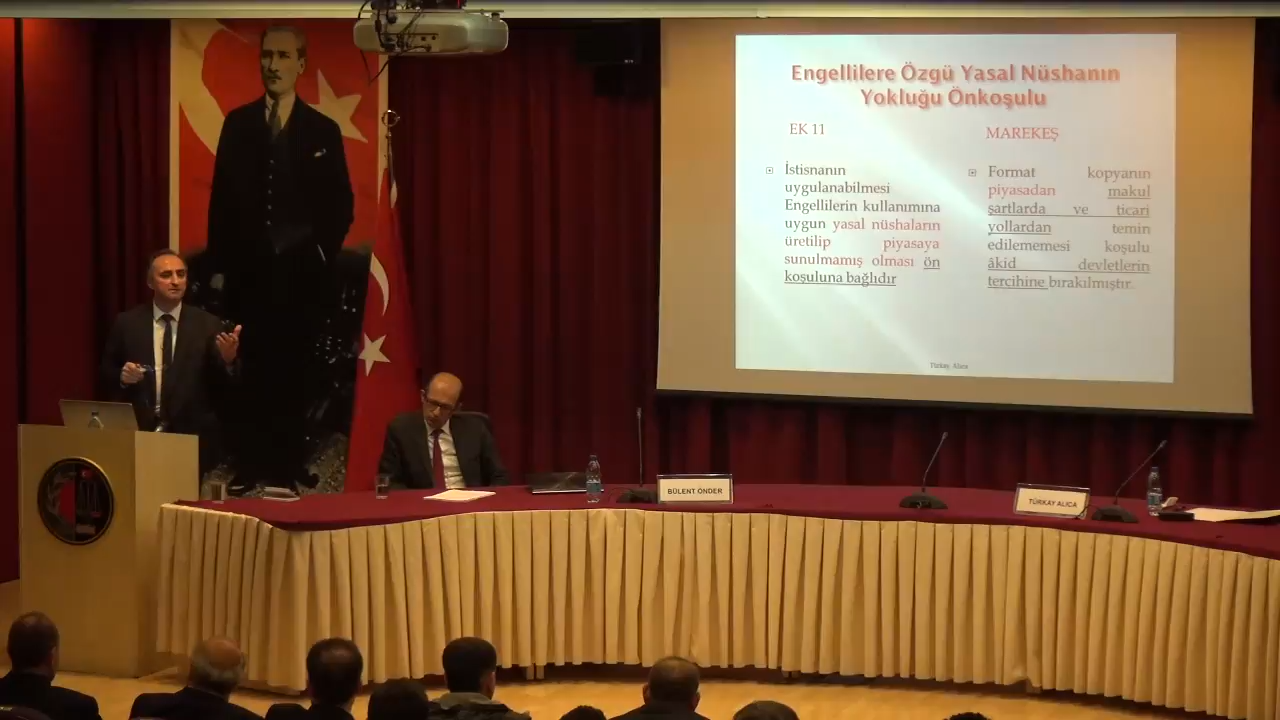 Engellilere Özgü Yasal Nüshanın
Yokluğu Önkoşulu
EK 11
İstisnanın
uygulanabilmesi
Engellilerin kullanımına
uygun yasal nüshaların
üretilip piyasaya
sunulmamış olması ön
koşuluna bağlıdır
MAREKEŞ
Format kopyanın
piyasadan makul
şartlarda ve ticari
yollardan temin
edilememesi koşulu
âkid devletlerin
tercihine bırakılmıştır.
Türkay Alıca
BÜLENT ÖNDER
TÜRKAY ALICA